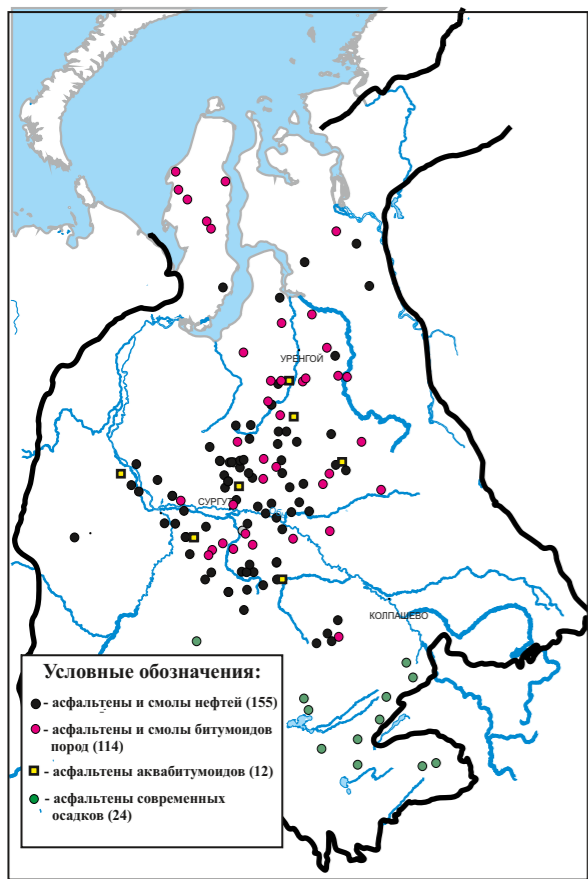 УРЕНГОЙ
СУРГУТ
КОЛПАШЕВО
Условные обозначения:
- асфальтены и смолы нефтей (155)
- асфальтены и смолы битумоидов
пород (114)
- асфальтены аквабитумоидов (12)
- асфальтены современных
осадков (24)